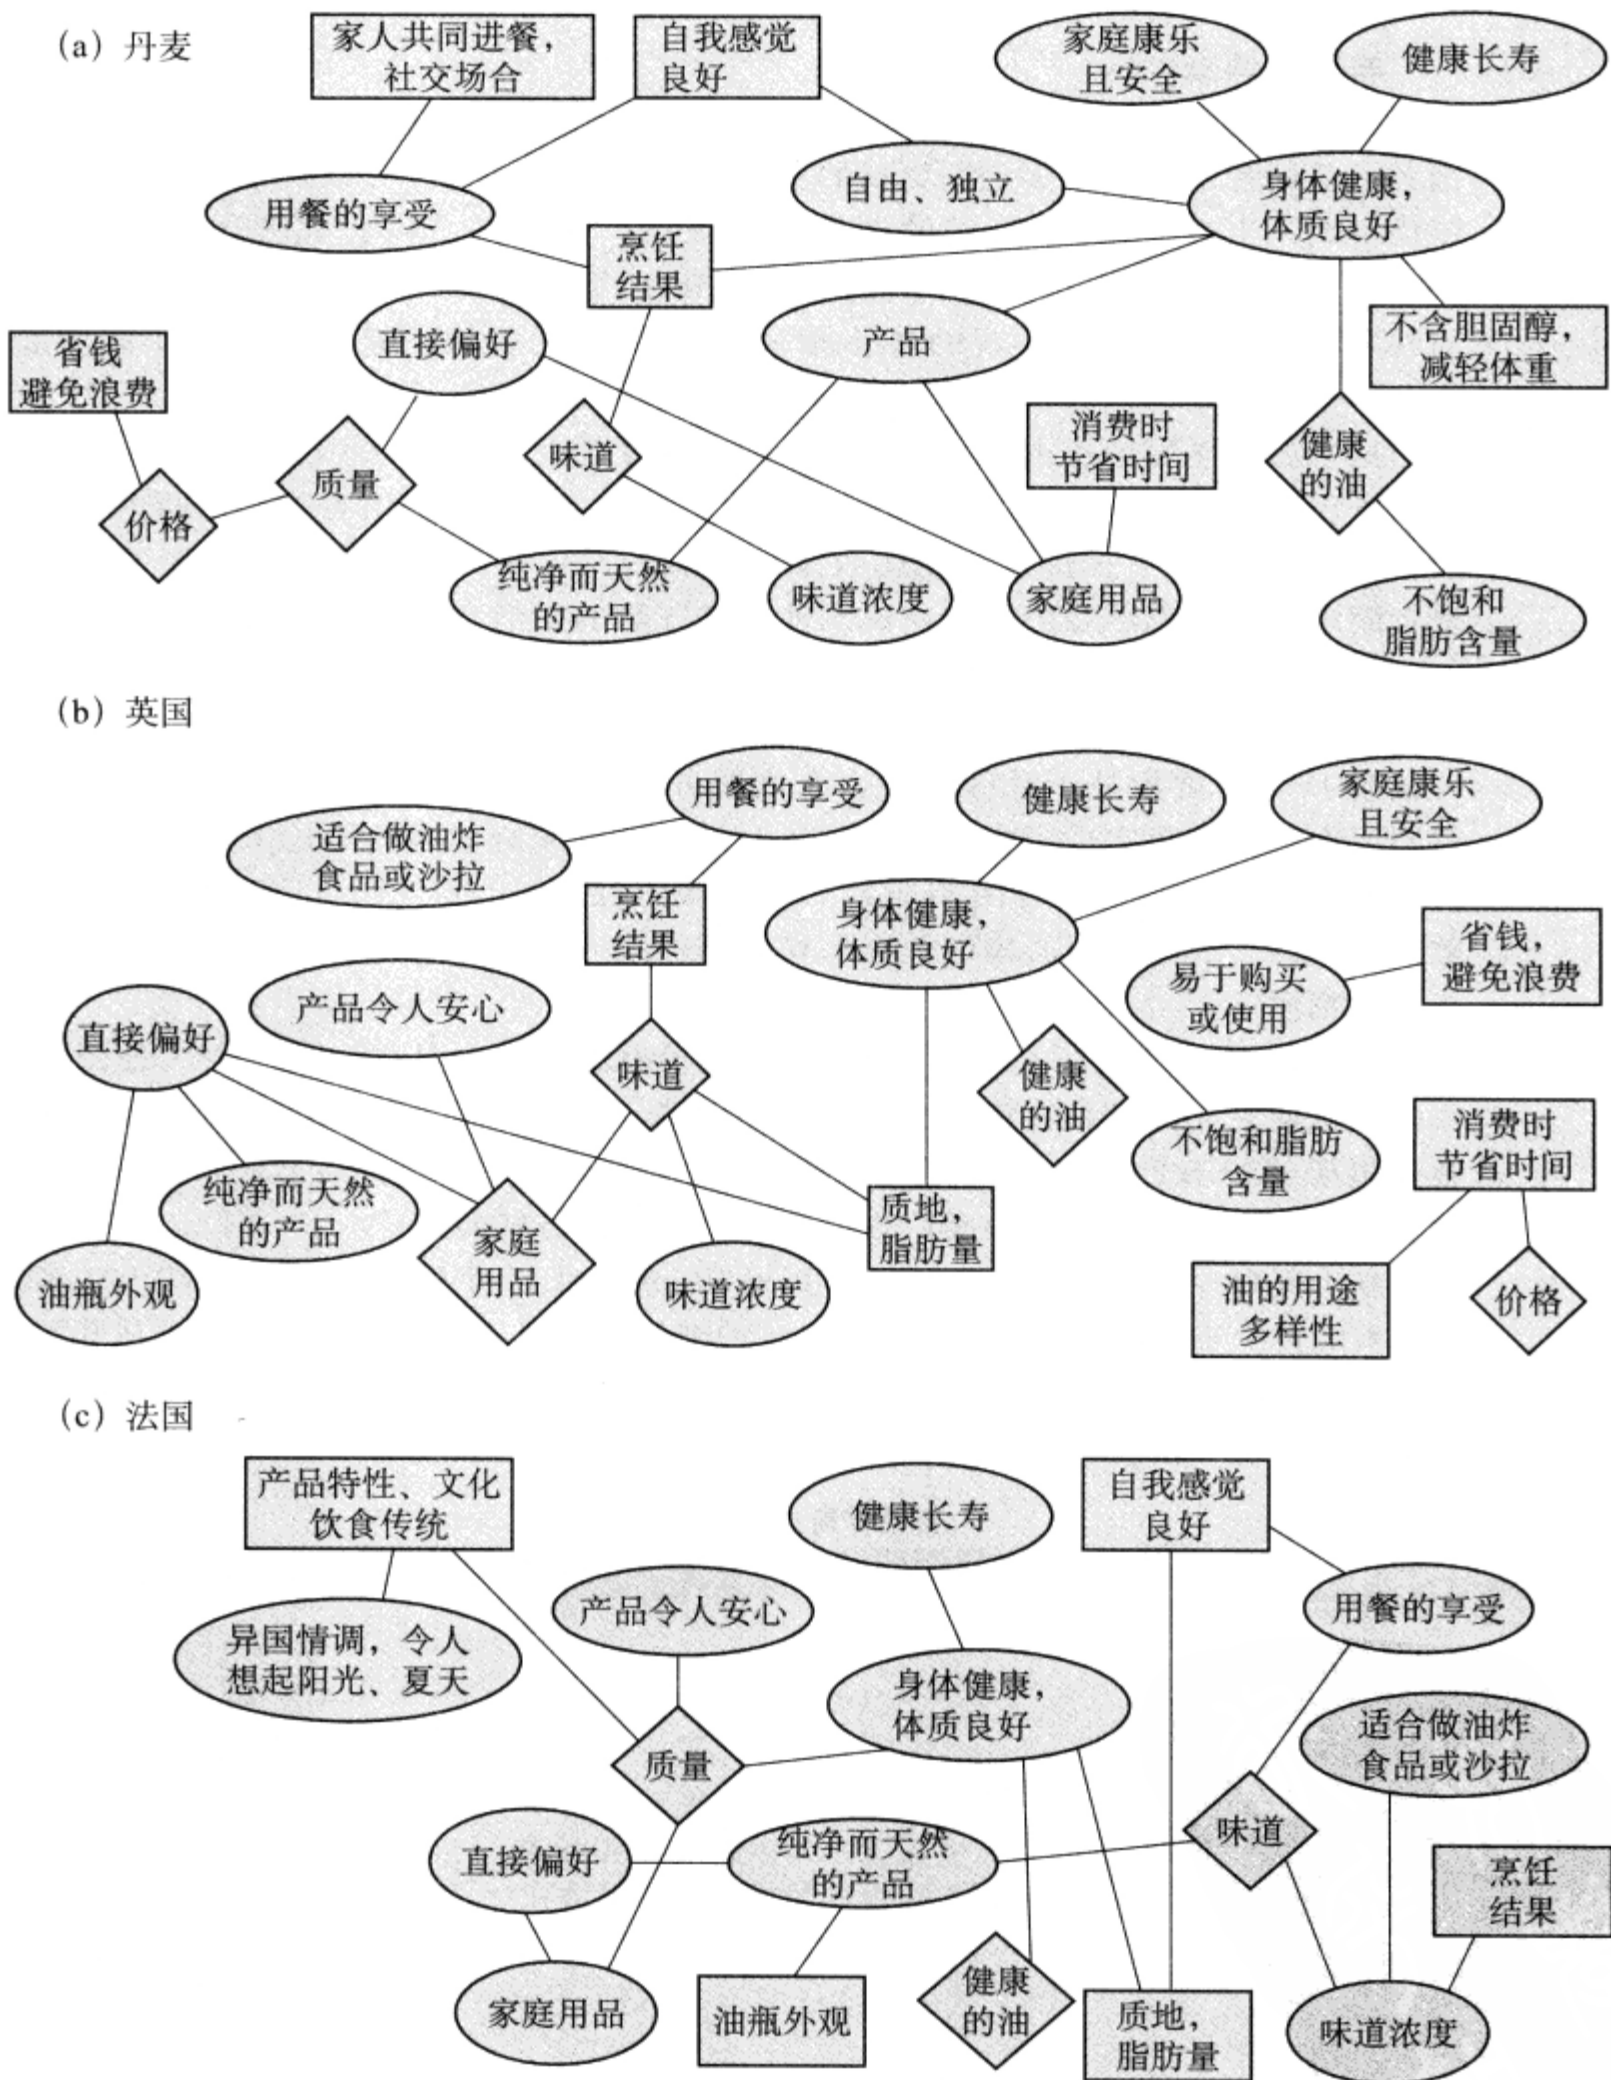 (a) 丹麦
家人共同进餐，
社交场合
自我感觉
良好
家庭康乐
且安全
健康长寿
用餐的享受
自由、独立
身体健康，
体质良好
烹饪
结果
直接偏好
产品
不含胆固醇，
减轻体重
省钱
避免浪费
质量
味道
消费时
节省时间
健康
的油
价格
纯净而天然
的产品
味道浓度
家庭用品
不饱和
脂肪含量
(b) 英国
用餐的享受
健康长寿
家庭康乐
且安全
适合做油炸
食品或沙拉
烹饪
结果
身体健康，
体质良好
省钱，
避免浪费
易于购买
或使用
产品令人安心
直接偏好
味道
健康
的油
不饱和脂肪
含量
消费时
节省时间
纯净而天然
的产品
家庭
用品
质地，
脂肪量
油瓶外观
味道浓度
油的用途
多样性
价格
(c) 法国
产品特性、文化
饮食传统
健康长寿
自我感觉
良好
产品令人安心
用餐的享受
异国情调，令人
想起阳光、夏天
身体健康，
体质良好
适合做油炸
食品或沙拉
质量
味道
直接偏好
纯净而天然
的产品
烹饪
结果
家庭用品
油瓶外观
健康
的油
质地，
脂肪量
味道浓度